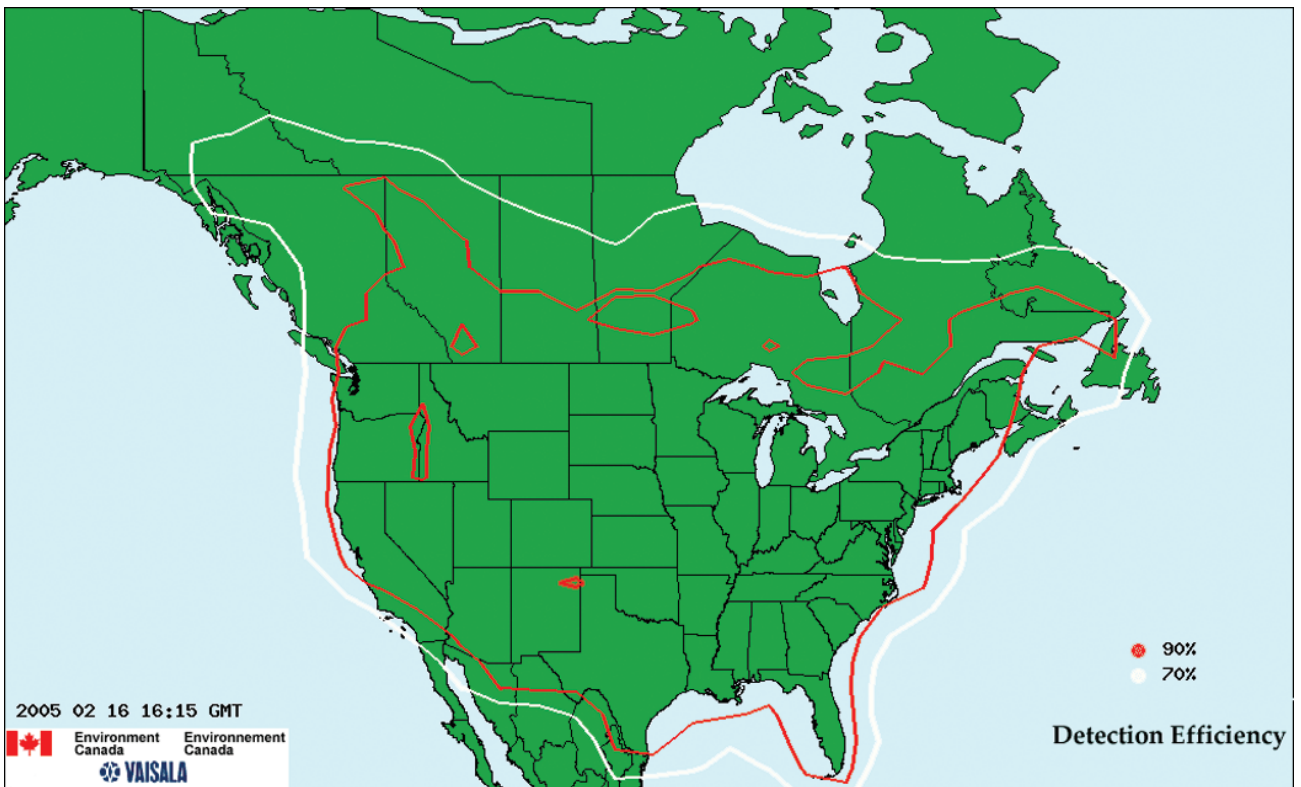 90%
70%
2005 02 16 16:15 GMT
Environment Environnement
Canada Canada
VAISALA
Detection Efficiency